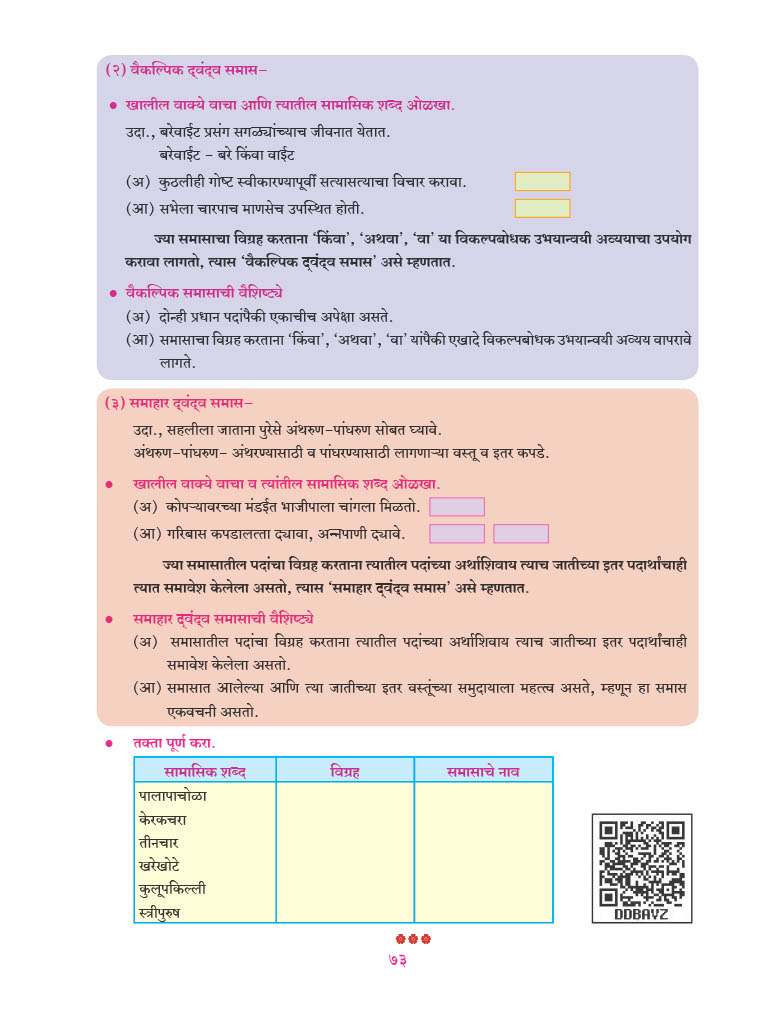 (२) वैकल्पिक द्‌वंद्‌व समास–
• खालील वाक्ये वाचा आणि त्यातील सामासिक शब्द ओळखा.
उदा., बरेवाईट प्रसंग सगळ्यांच्याच जीवनात येतात.
बरेवाईट – बरे किंवा वाईट
(अ) कुठलीही गोष्ट स्वीकारण्यापूर्वी सत्यासत्याचा विचार करावा.
(आ) सभेला चारपाच माणसेच उपस्थित होती.
ज्या समासाचा विग्रह करताना ‘किंवा’, ‘अथवा’, ‘वा’ या विकल्पबोधक उभयान्वयी अव्ययाचा उपयोग
करावा लागतो, त्यास ‘वैकल्पिक द्‌वंद्‌व समास’ असे म्हणतात.
• वैकल्पिक समासाची वैशिष्ट्ये
(अ) दोन्ही प्रधान पदांपैकी एकाचीच अपेक्षा असते.
(आ) समासाचा विग्रह करताना ‘किंवा’, ‘अथवा’, ‘वा’ यांपैकी एखादे विकल्पबोधक उभयान्वयी अव्यय वापरावे
लागते.
(३) समाहार द्‌वंद्‌व समास–
उदा., सहलीला जाताना पुरेसे अंथरुण–पांघरुण सोबत घ्यावे.
अंथरुण–पांघरुण– अंथरण्यासाठी व पांघरण्यासाठी लागणाऱ्या वस्तू व इतर कपडे.
• खालील वाक्ये वाचा व त्यांतील सामासिक शब्द ओळखा.
(अ) कोपऱ्यावरच्या मंडईत भाजीपाला चांगला मिळतो.
(आ) गरिबास कपडालत्ता द्यावा, अन्नपाणी द्यावे.
ज्या समासातील पदांचा विग्रह करताना त्यातील पदांच्या अर्थाशिवाय त्याच जातीच्या इतर पदार्थांचाही
त्यात समावेश केलेला असतो, त्यास ‘समाहार द्‌वंद्‌व समास’ असे म्हणतात.
• समाहार द्‌वंद्‌व समासाची वैशिष्ट्ये
(अ) समासातील पदांचा विग्रह करताना त्यातील पदांच्या अर्थाशिवाय त्याच जातीच्या इतर पदार्थांचाही
समावेश केलेला असतो.
(आ) समासात आलेल्या आणि त्या जातीच्या इतर वस्तूंच्या समुदायाला महत्त्व असते, म्हणून हा समास
एकवचनी असतो.
• तक्ता पूर्ण करा.
सामासिक शब्द विग्रह समासाचे नाव
पालापाचोळा
केरकचरा
तीनचार
खरेखोटे
कुलूपकिल्ली
स्त्रीपुरुष
DDBAYZ
७३